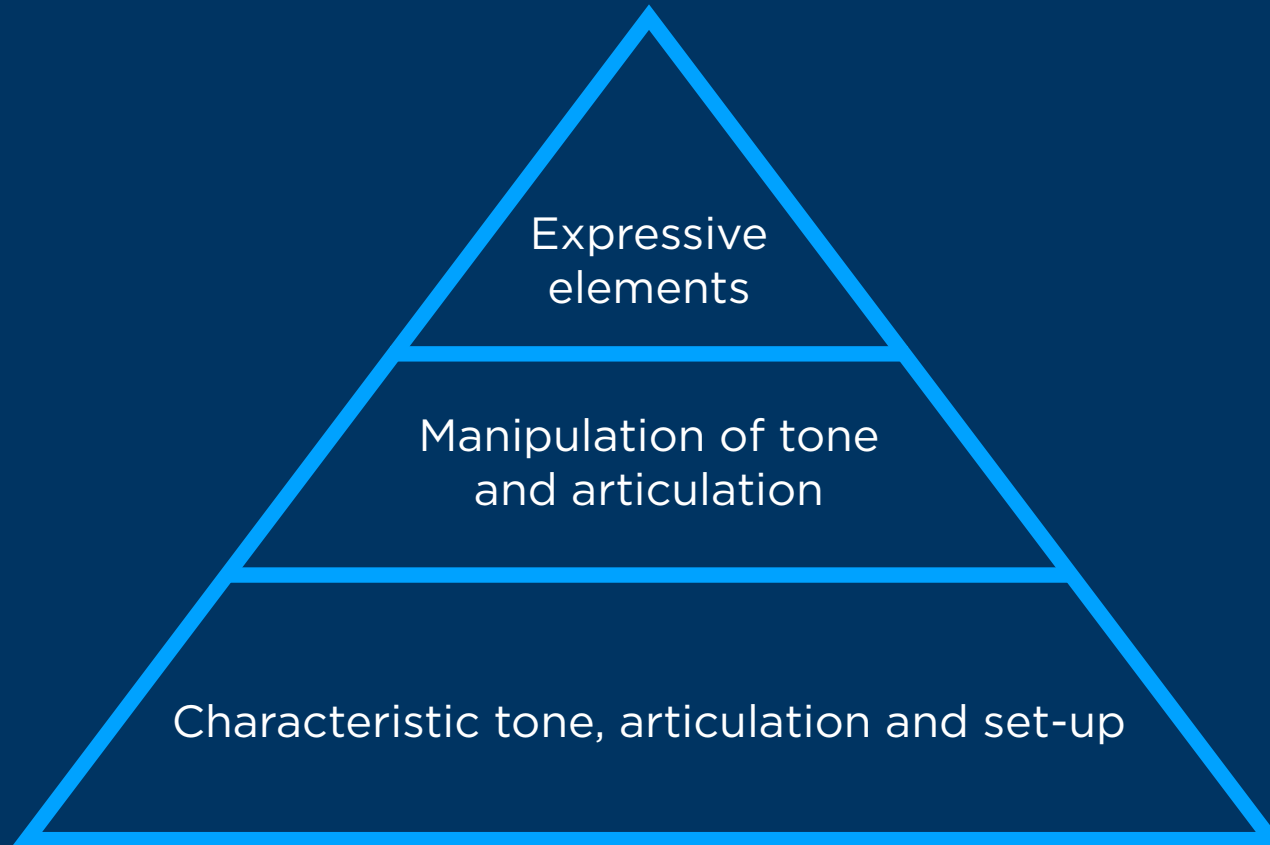 Expressive
elements
Manipulation of tone
and articulation
Characteristic tone, articulation and set-up